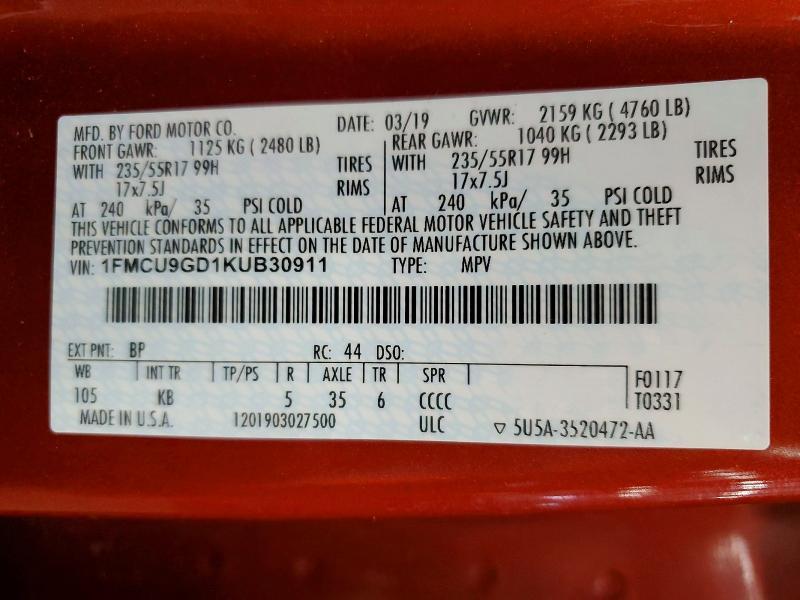 MFD. BY FORD MOTOR CO. DATE: 03/19 GVWR: 2159 KG ( 4760 LB)
FRONT GAWR: 1125 KG ( 2480 LB) REAR GAWR: 1040 KG ( 2293 LB)
WITH 235/55R17 99H TIRES WITH 235/55R17 99H TIRES
17x7.5J RIMS 17x7.5J RIMS
AT 240 kPa/ 35 PSI COLD AT 240 kPa/ 35 PSI COLD
THIS VEHICLE CONFORMS TO ALL APPLICABLE FEDERAL MOTOR VEHICLE SAFETY AND THEFT
PREVENTION STANDARDS IN EFFECT ON THE DATE OF MANUFACTURE SHOWN ABOVE.
VIN: 1FMCU9GD1KUB30911 TYPE: MPV
EXT PNT: BP RC: 44 DSO:
WB INT TR TP/PS R AXLE TR SPR F0117
105 KB 5 35 6 CCCC T0331
MADE IN U.S.A. 1201903027500 ULC ▽ 5U5A-3520472-AA